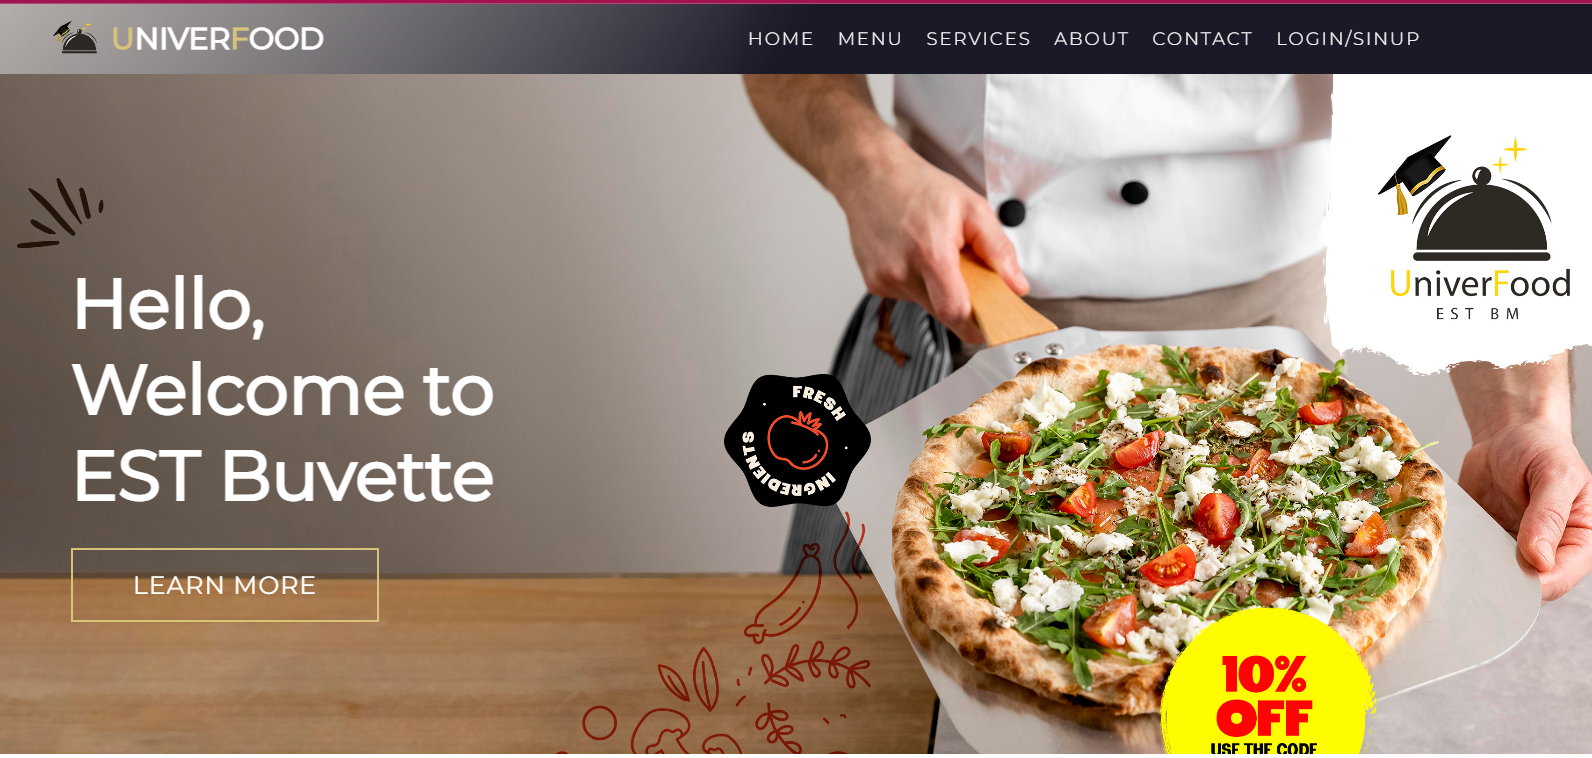 UNIVERFOOD
HOME MENU SERVICES ABOUT CONTACT LOGIN/SINUP
UniverFood
EST BM
Hello,
Welcome to
EST Buvette
LEARN MORE
FRESH
INGREDIENTS
10%
OFF
USE THE CODE